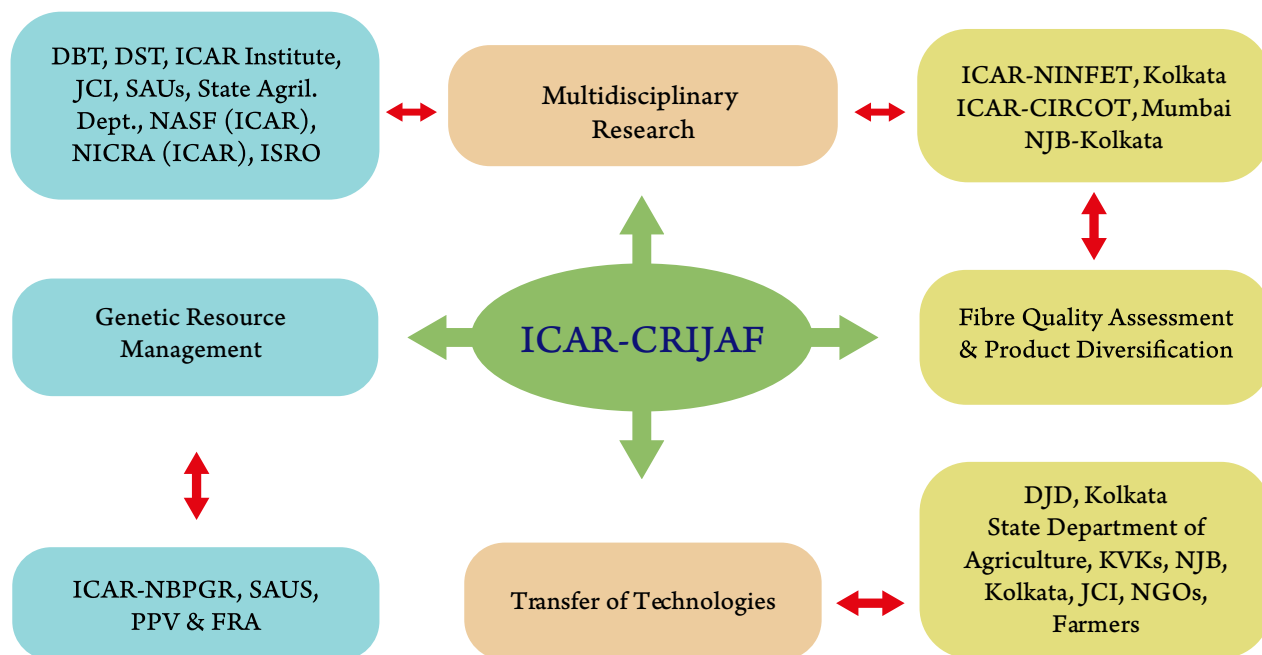 DBT, DST, ICAR Institute,
JCI, SAUs, State Agril.
Dept., NASF (ICAR),
NICRA (ICAR), ISRO
Multidisciplinary
Research
ICAR-NINFET, Kolkata
ICAR-CIRCOT, Mumbai
NJB-Kolkata
Genetic Resource
Management
ICAR-CRIJAF
Fibre Quality Assessment
& Product Diversification
ICAR-NBPGR, SAUS,
PPV & FRA
Transfer of Technologies
DJD, Kolkata
State Department of
Agriculture, KVKs, NJB,
Kolkata, JCI, NGOs,
Farmers